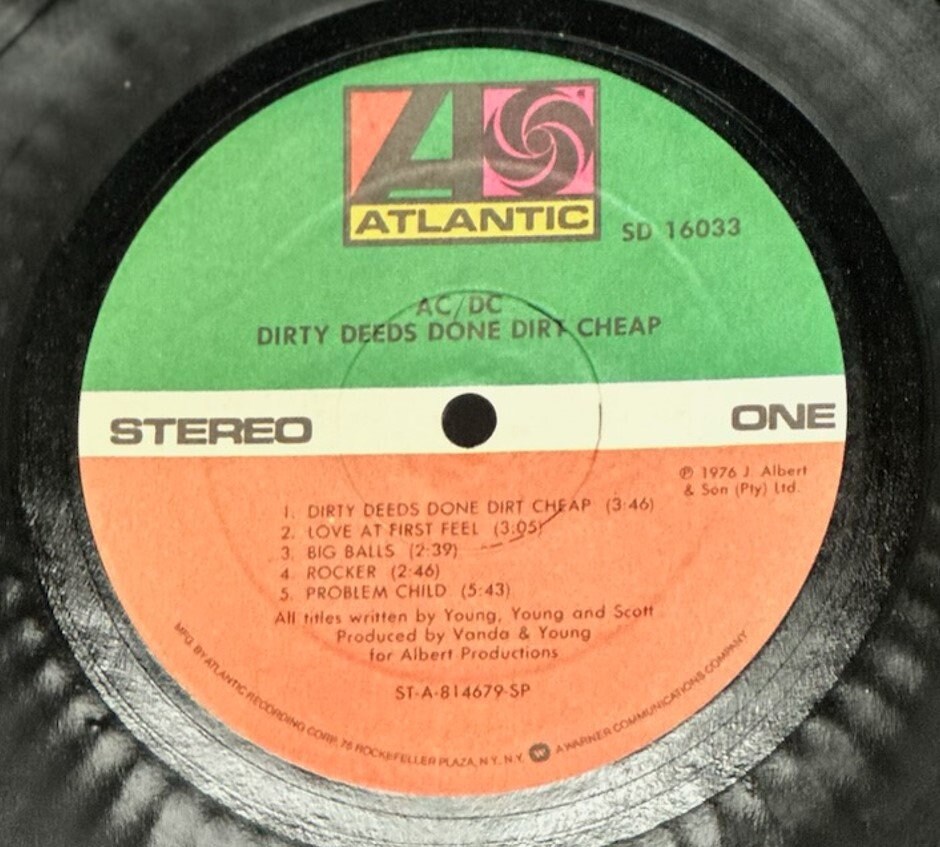 ATLANTIC
SD 16033
AC/DC
DIRTY DEEDS DONE DIRT CHEAP
STEREO
ONE
℗ 1976 J. Albert
& Son (Pty) Ltd.
1. DIRTY DEEDS DONE DIRT CHEAP (3:46)
2. LOVE AT FIRST FEEL (3:05)
3. BIG BALLS (2:39)
4. ROCKER (2:46)
5. PROBLEM CHILD (5:43)
All titles written by Young, Young and Scott
Produced by Vanda & Young
for Albert Productions
ST-A-814679-SP
MFG. BY ATLANTIC RECORDING CORP. 75 ROCKEFELLER PLAZA, N.Y. N.Y. A WARNER COMMUNICATIONS COMPANY